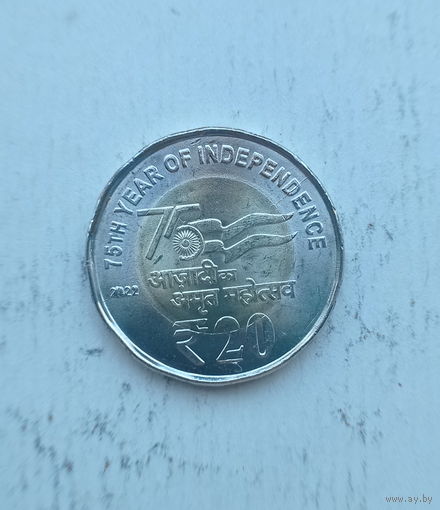 75TH YEAR OF INDEPENDENCE
75
आज़ादी का
2022
अमृत महोत्सव
₹ 20
www.ay.by